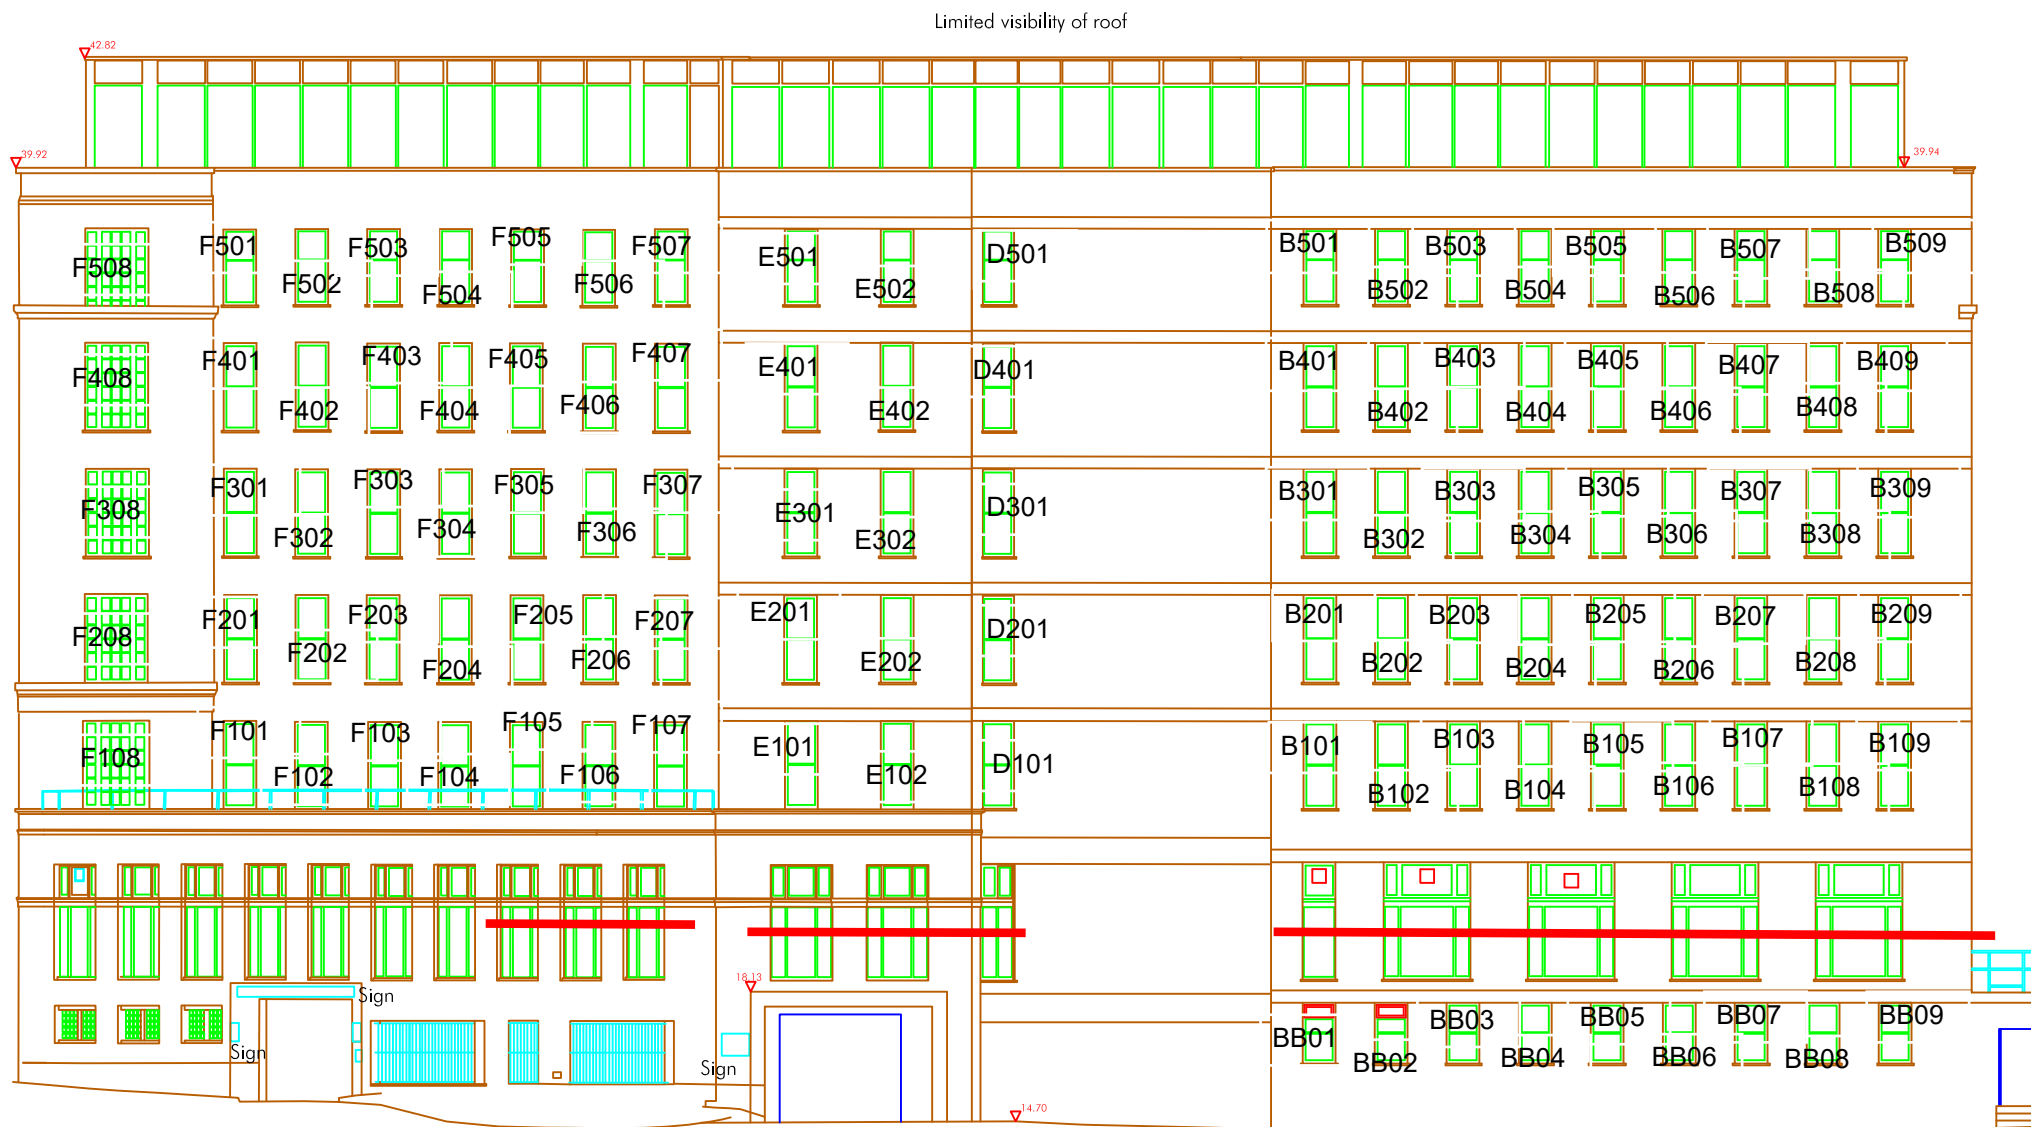 Limited visibility of roof
42.82
39.92
39.94
F508 F501 F502 F503 F504 F505 F506 F507 E501 E502 D501 B501 B502 B503 B504 B505 B506 B507 B508 B509
F408 F401 F402 F403 F404 F405 F406 F407 E401 E402 D401 B401 B402 B403 B404 B405 B406 B407 B408 B409
F308 F301 F302 F303 F304 F305 F306 F307 E301 E302 D301 B301 B302 B303 B304 B305 B306 B307 B308 B309
F208 F201 F202 F203 F204 F205 F206 F207 E201 E202 D201 B201 B202 B203 B204 B205 B206 B207 B208 B209
F108 F101 F102 F103 F104 F105 F106 F107 E101 E102 D101 B101 B102 B103 B104 B105 B106 B107 B108 B109
18.13
Sign
BB01 BB02 BB03 BB04 BB05 BB06 BB07 BB08 BB09
Sign
Sign
14.70